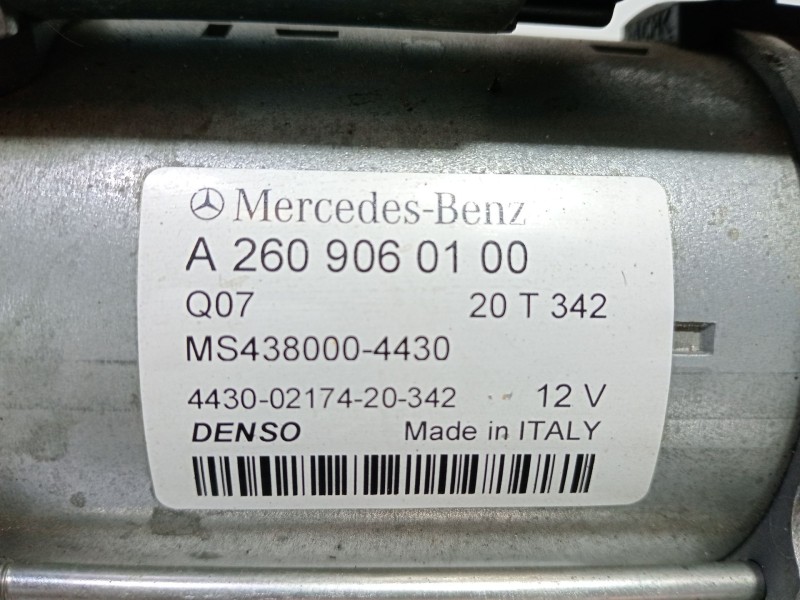 Mercedes-Benz
A 260 906 01 00
Q07 20 T 342
MS438000-4430
4430-02174-20-342 12 V
DENSO Made in ITALY